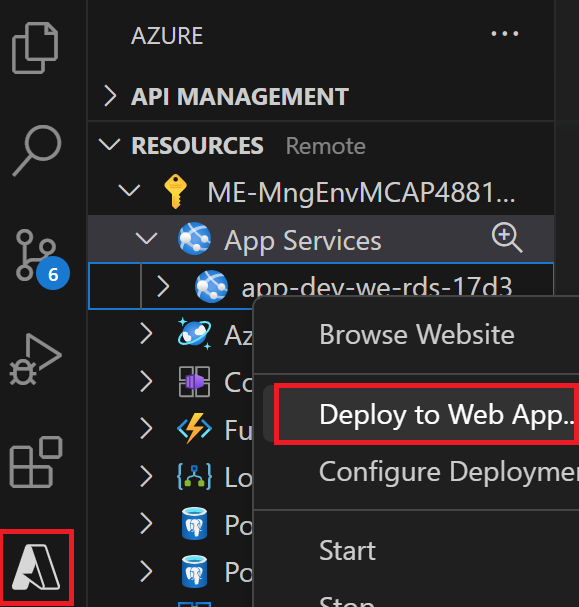 AZURE
API MANAGEMENT
RESOURCES Remote
ME-MngEnvMCAP4881...
App Services
6
app-dev-we-rds-17d3
Browse Website
Az
Co
Deploy to Web App...
Fu
Configure Deployme
Lo
Po
Start
Po
Stop